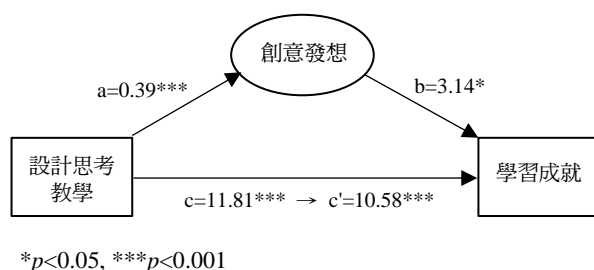 創意發想
a=0.39***
b=3.14*
設計思考
教學
學習成就
c=11.81*** → c'=10.58***
*p<0.05, ***p<0.001